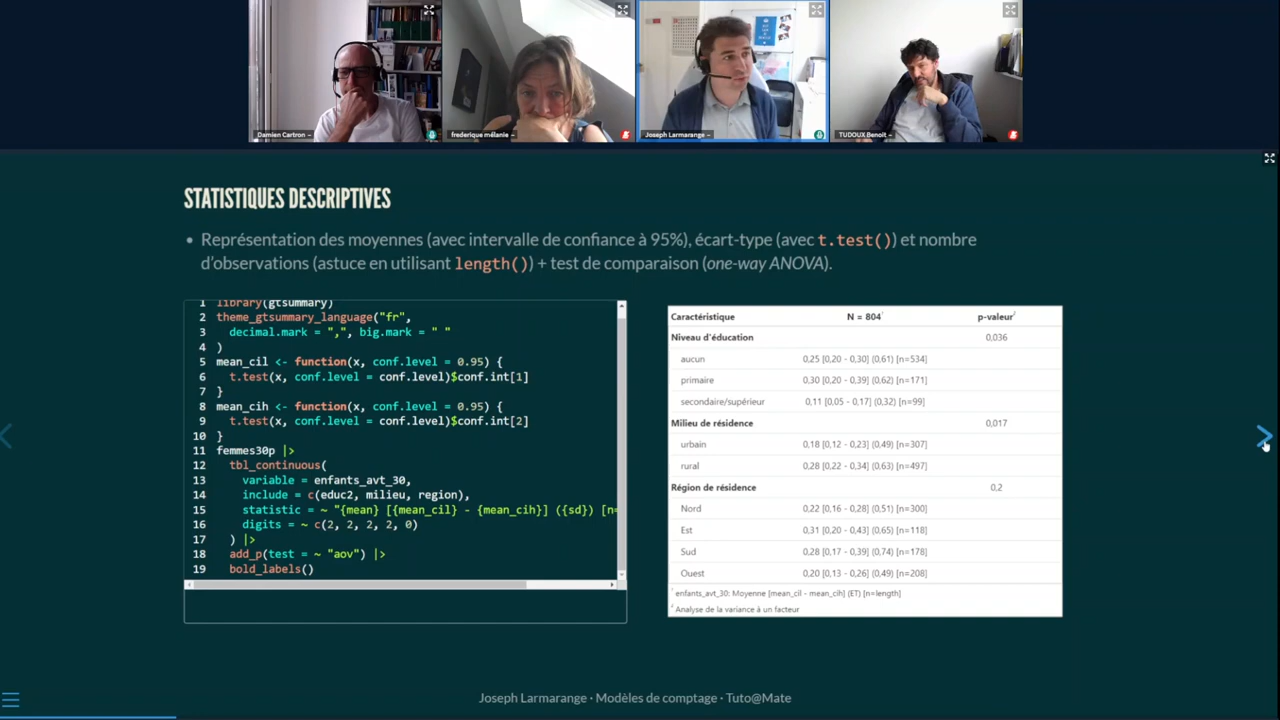 Damien Cartron
frederique mélanie
Joseph Larmarange
TUDOUX Benoit
STATISTIQUES DESCRIPTIVES
• Représentation des moyennes (avec intervalle de confiance à 95%), écart-type (avec t.test()) et nombre
d'observations (astuce en utilisant length()) + test de comparaison (one-way ANOVA).
1 library(gtsummary)
2 theme_gtsummary_language("fr",
3 decimal.mark = ",", big.mark = " "
4 )
5 mean_cil <- function(x, conf.level = 0.95) {
6 t.test(x, conf.level = conf.level)$conf.int[1]
7 }
8 mean_cih <- function(x, conf.level = 0.95) {
9 t.test(x, conf.level = conf.level)$conf.int[2]
10 }
11 femmes30p |>
12 tbl_continuous(
13 variable = enfants_avt_30,
14 include = c(educ2, milieu, region),
15 statistic = ~ "{mean} [{mean_cil} - {mean_cih}] ({sd}) [n=
16 digits = ~ c(2, 2, 2, 2, 0)
17 ) |>
18 add_p(test = ~ "aov") |>
19 bold_labels()
Caractéristique N = 804¹ p-valeur²
Niveau d'éducation 0,036
aucun 0,25 [0,20 - 0,30] (0,61) [n=534]
primaire 0,30 [0,20 - 0,39] (0,62) [n=171]
secondaire/supérieur 0,11 [0,05 - 0,17] (0,32) [n=99]
Milieu de résidence 0,017
urbain 0,18 [0,12 - 0,23] (0,49) [n=307]
rural 0,28 [0,22 - 0,34] (0,63) [n=497]
Région de résidence 0,2
Nord 0,22 [0,16 - 0,28] (0,51) [n=300]
Est 0,31 [0,20 - 0,43] (0,65) [n=118]
Sud 0,28 [0,17 - 0,39] (0,74) [n=178]
Ouest 0,20 [0,13 - 0,26] (0,49) [n=208]
¹ enfants_avt_30: Moyenne [mean_cil - mean_cih] (ET) [n=length]
² Analyse de la variance à un facteur
Joseph Larmarange · Modèles de comptage · Tuto@Mate